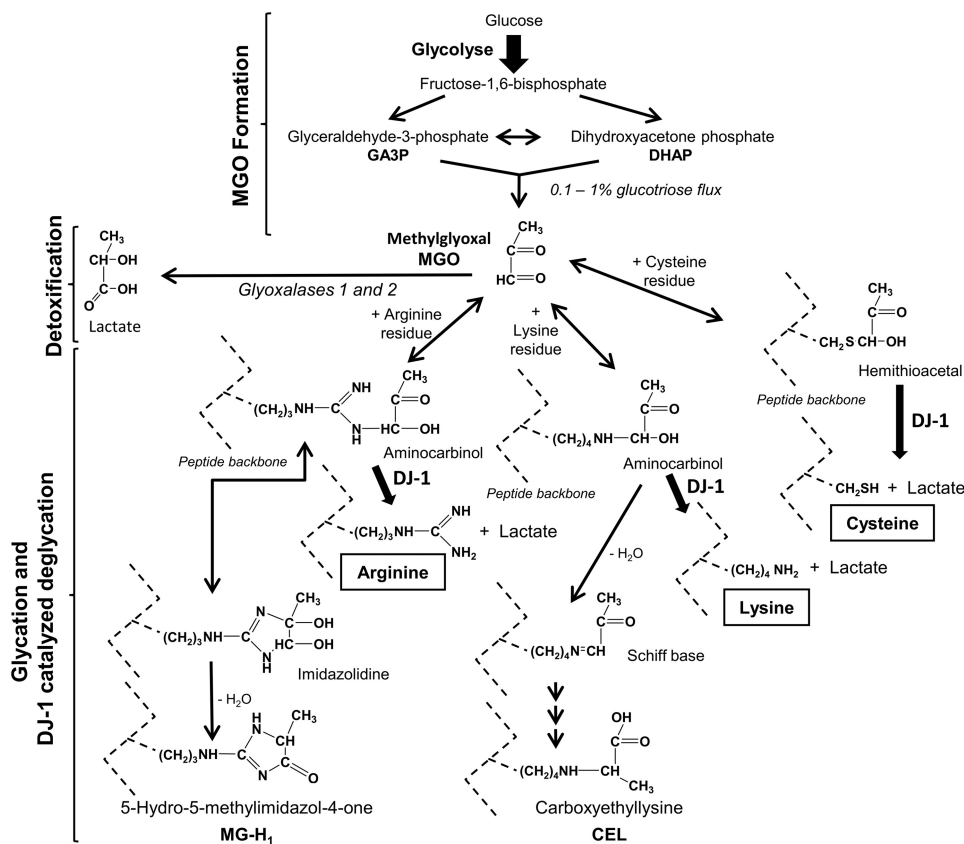 Glucose
Glycolyse
Fructose-1,6-bisphosphate
Glyceraldehyde-3-phosphate
GA3P
Dihydroxyacetone phosphate
DHAP
0.1 – 1% glucotriose flux
MGO Formation
Methylglyoxal
MGO
CH3
C=O
HC=O
Detoxification
CH3
CH–OH
C–OH
O
Lactate
Glyoxalases 1 and 2
+ Arginine
residue
+
Lysine
residue
+ Cysteine
residue
Glycation and
DJ-1 catalyzed deglycation
NH
CH3
C=O
(CH2)3NH
C
N
H
HC–OH
Aminocarbinol
Peptide backbone
DJ-1
(CH2)3NH
C
NH
NH2
+ Lactate
Arginine
CH3
C=O
(CH2)4NH
CH–OH
Aminocarbinol
Peptide backbone
DJ-1
- H2O
(CH2)4 NH2 + Lactate
Lysine
CH3
C=O
CH2S CH–OH
Hemithioacetal
Peptide backbone
DJ-1
CH2SH + Lactate
Cysteine
CH3
N
C–OH
(CH2)3NH
C
HC–OH
N
H
Imidazolidine
- H2O
H
N
CH3
CH
(CH2)3NH
C
N
C
O
5-Hydro-5-methylimidazol-4-one
MG-H1
CH3
C=O
(CH2)4N=CH
Schiff base
OH
C=O
(CH2)4NH
CH
CH3
Carboxyethyllysine
CEL